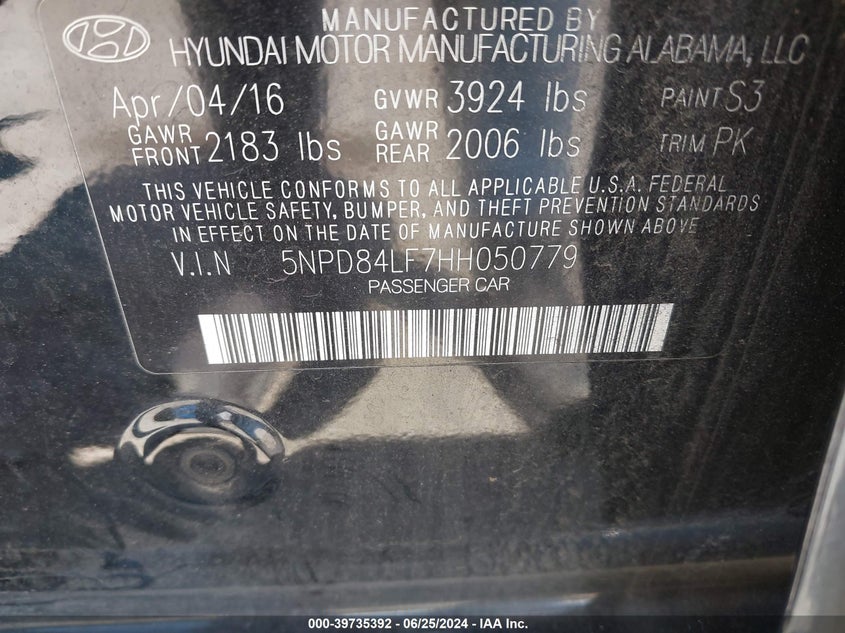 MANUFACTURED BY
HYUNDAI MOTOR MANUFACTURING ALABAMA, LLC
Apr/04/16 GVWR 3924 lbs PAINT S3
GAWR FRONT 2183 lbs GAWR REAR 2006 lbs TRIM PK
THIS VEHICLE CONFORMS TO ALL APPLICABLE U.S.A. FEDERAL
MOTOR VEHICLE SAFETY, BUMPER, AND THEFT PREVENTION STANDARDS
IN EFFECT ON THE DATE OF MANUFACTURE SHOWN ABOVE
V.I.N 5NPD84LF7HH050779
PASSENGER CAR
000-39735392 - 06/25/2024 - IAA Inc.